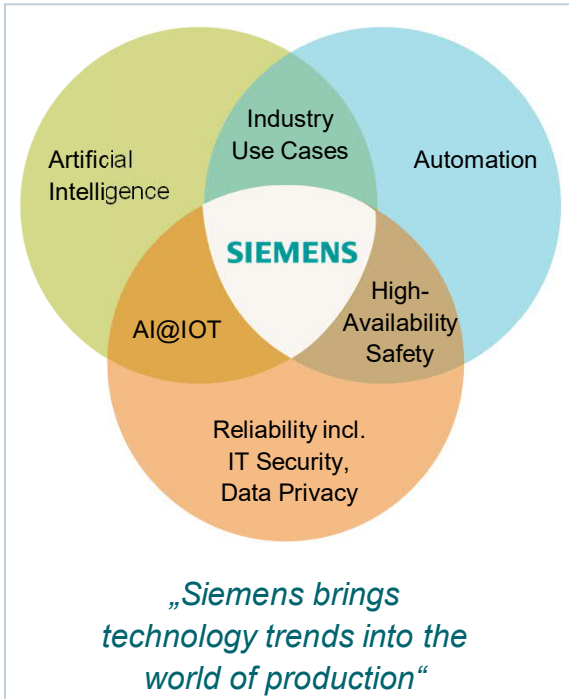 Industry
Use Cases
Artificial
Intelligence
Automation
SIEMENS
High-
Availability
Safety
AI@IOT
Reliability incl.
IT Security,
Data Privacy
„Siemens brings
technology trends into the
world of production“